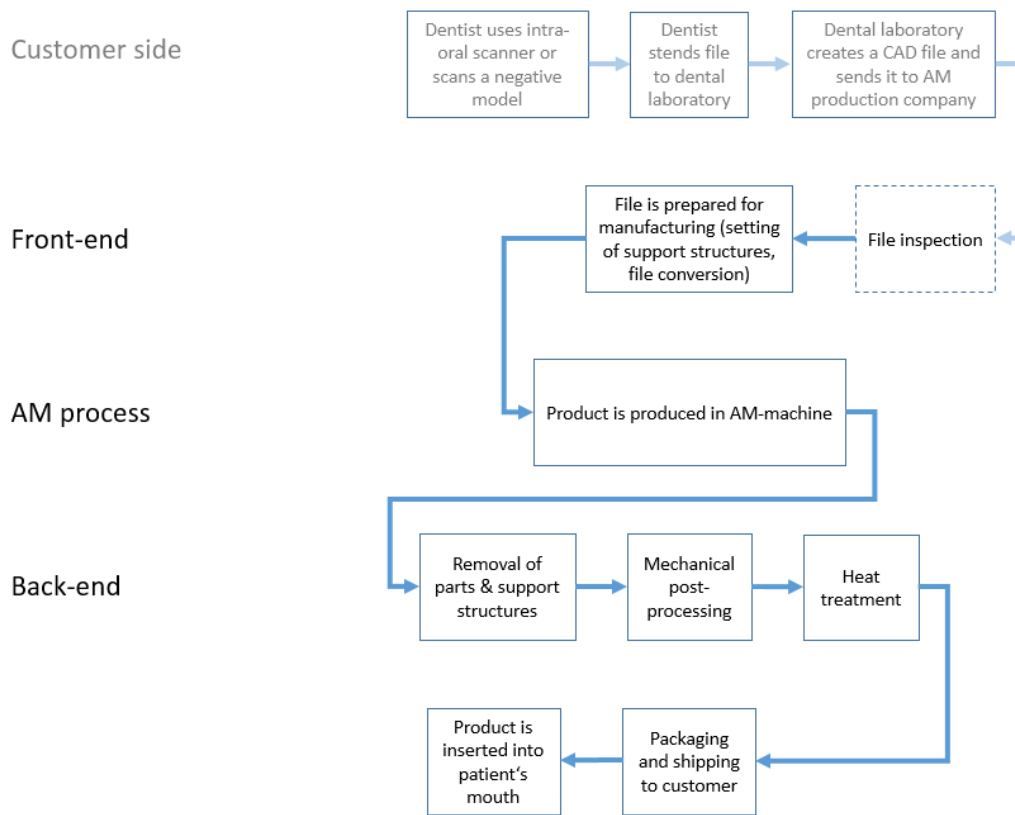 Customer side
Dentist uses intra-
oral scanner or
scans a negative
model
Dentist
stends file
to dental
laboratory
Dental laboratory
creates a CAD file and
sends it to AM
production company
Front-end
File is prepared for
manufacturing (setting
of support structures,
file conversion)
File inspection
AM process
Product is produced in AM-machine
Back-end
Removal of
parts & support
structures
Mechanical
post-
processing
Heat
treatment
Product is
inserted into
patient‘s
mouth
Packaging
and shipping
to customer